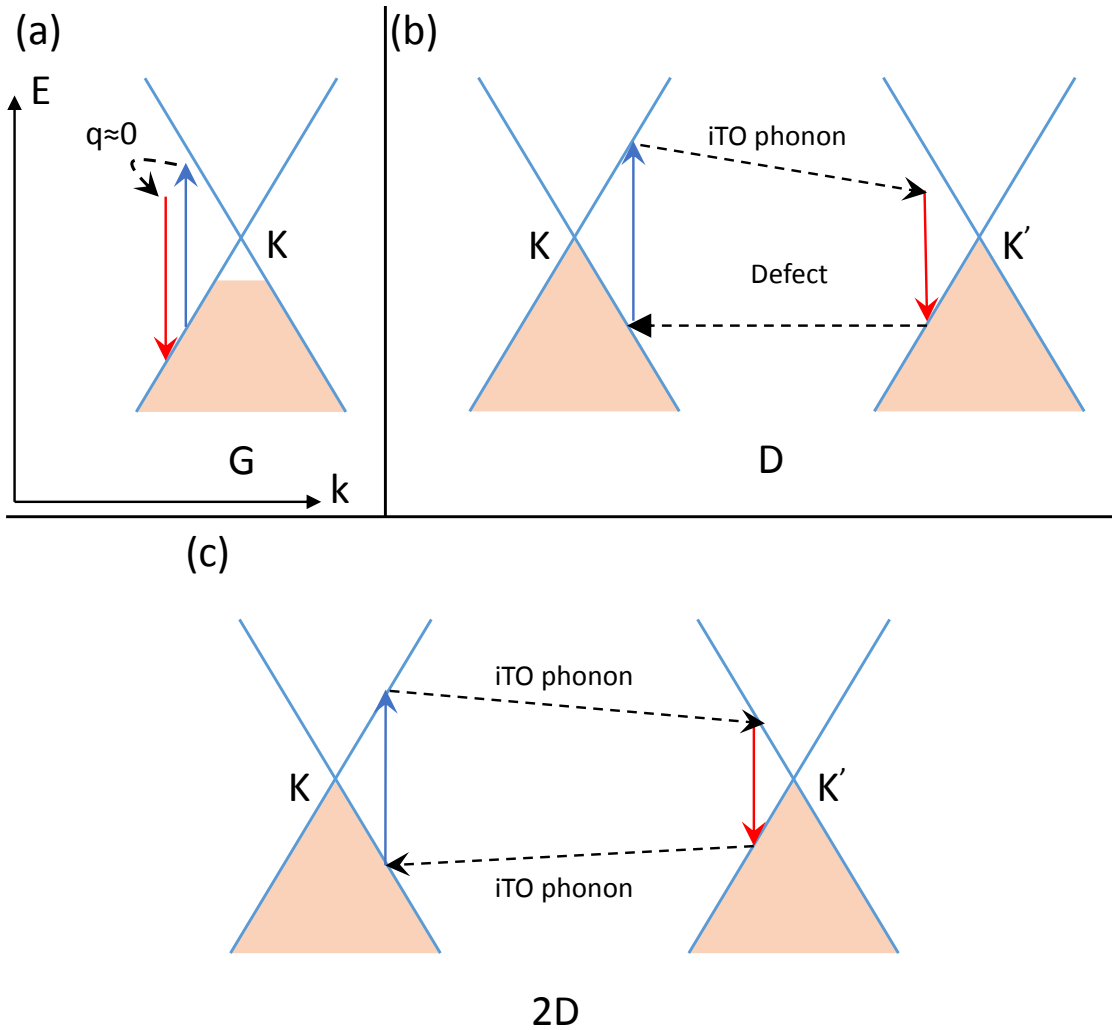 (a)
E
q≈0
K
G
k
(b)
iTO phonon
K
K’
Defect
D
(c)
iTO phonon
K
K’
iTO phonon
2D